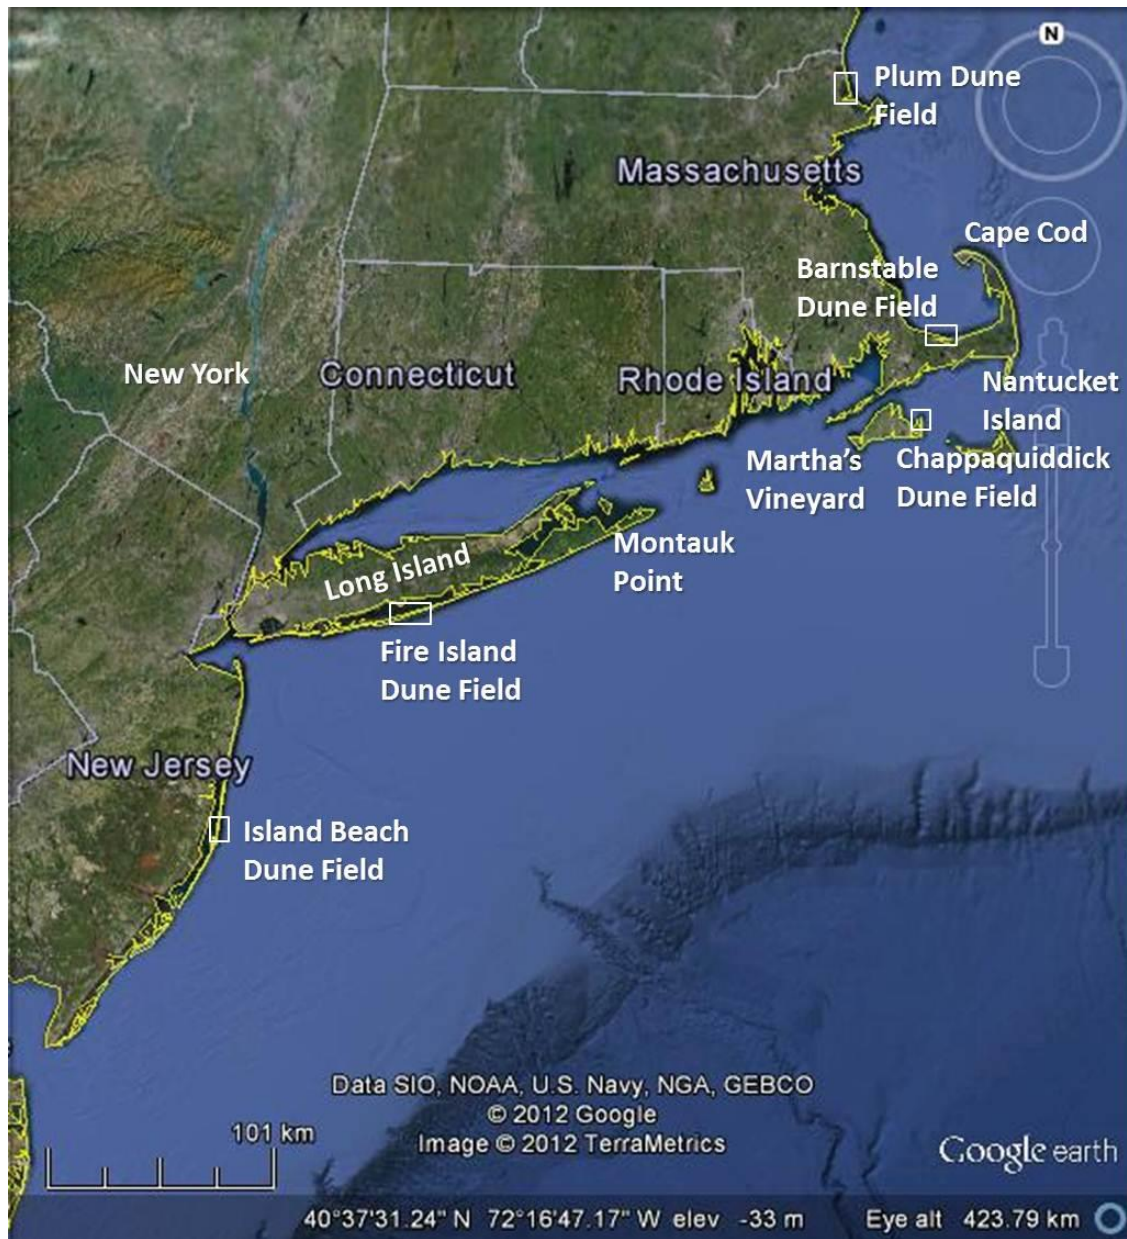 N
Plum Dune
Field
Massachusetts
Cape Cod
Barnstable
Dune Field
New York
Connecticut
Rhode Island
Nantucket
Island
Martha's
Vineyard
Chappaquiddick
Dune Field
Montauk
Point
Long Island
Fire Island
Dune Field
New Jersey
Island Beach
Dune Field
Data SIO, NOAA, U.S. Navy, NGA, GEBCO
© 2012 Google
Image © 2012 TerraMetrics
101 km
Google earth
40°37'31.24" N 72°16'47.17" W elev -33 m Eye alt 423.79 km